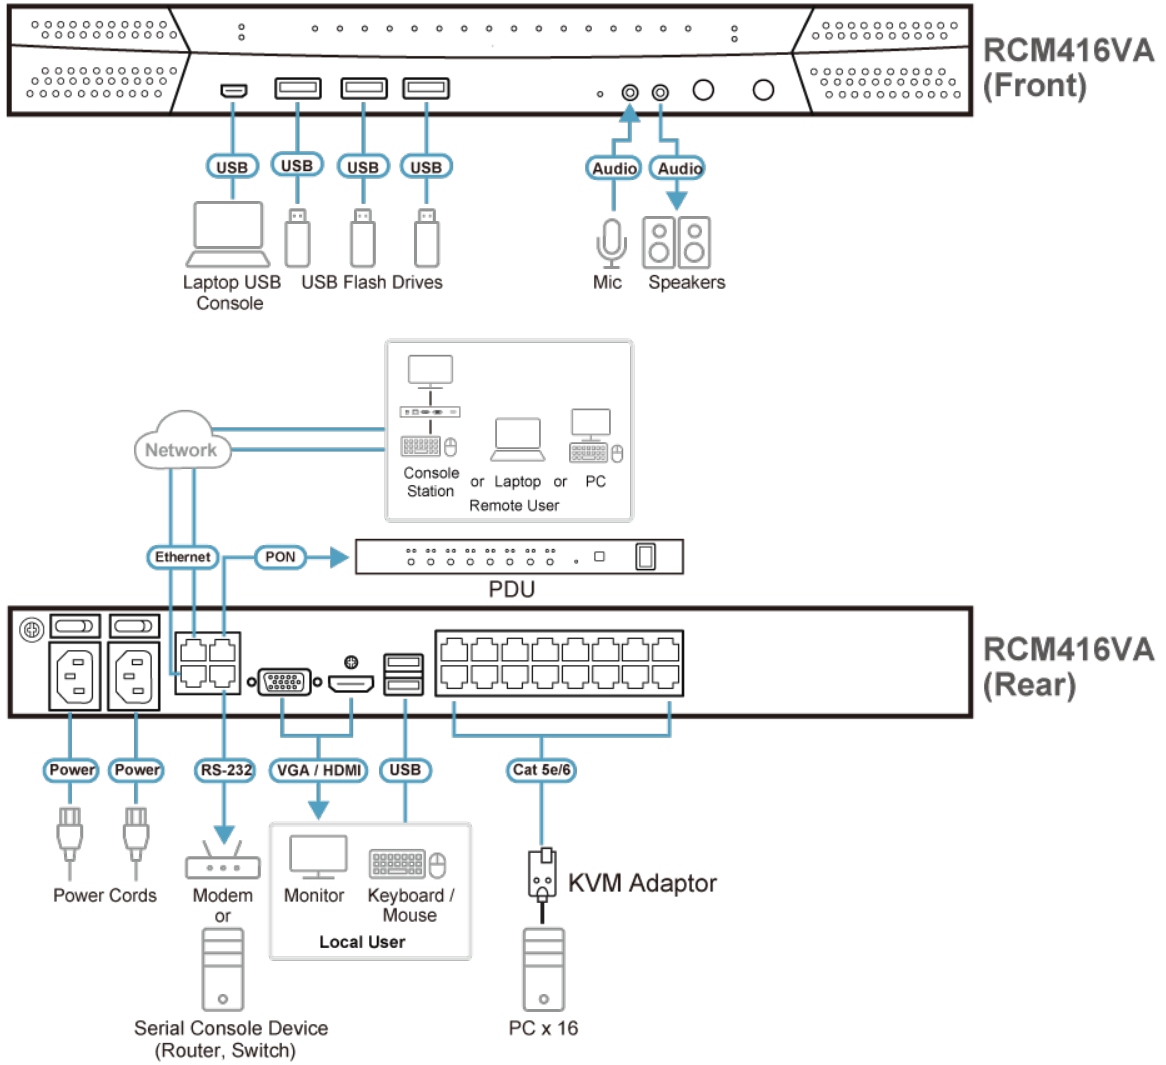 RCM416VA
(Front)
USB
USB
USB
USB
Audio
Audio
Laptop USB
Console
USB Flash Drives
Mic
Speakers
Network
Console
Station
or
Laptop
or
PC
Remote User
Ethernet
PON
PDU
RCM416VA
(Rear)
Power
Power
RS-232
VGA / HDMI
USB
Cat 5e/6
Power Cords
Modem
or
Monitor
Keyboard /
Mouse
Local User
KVM Adaptor
Serial Console Device
(Router, Switch)
PC x 16